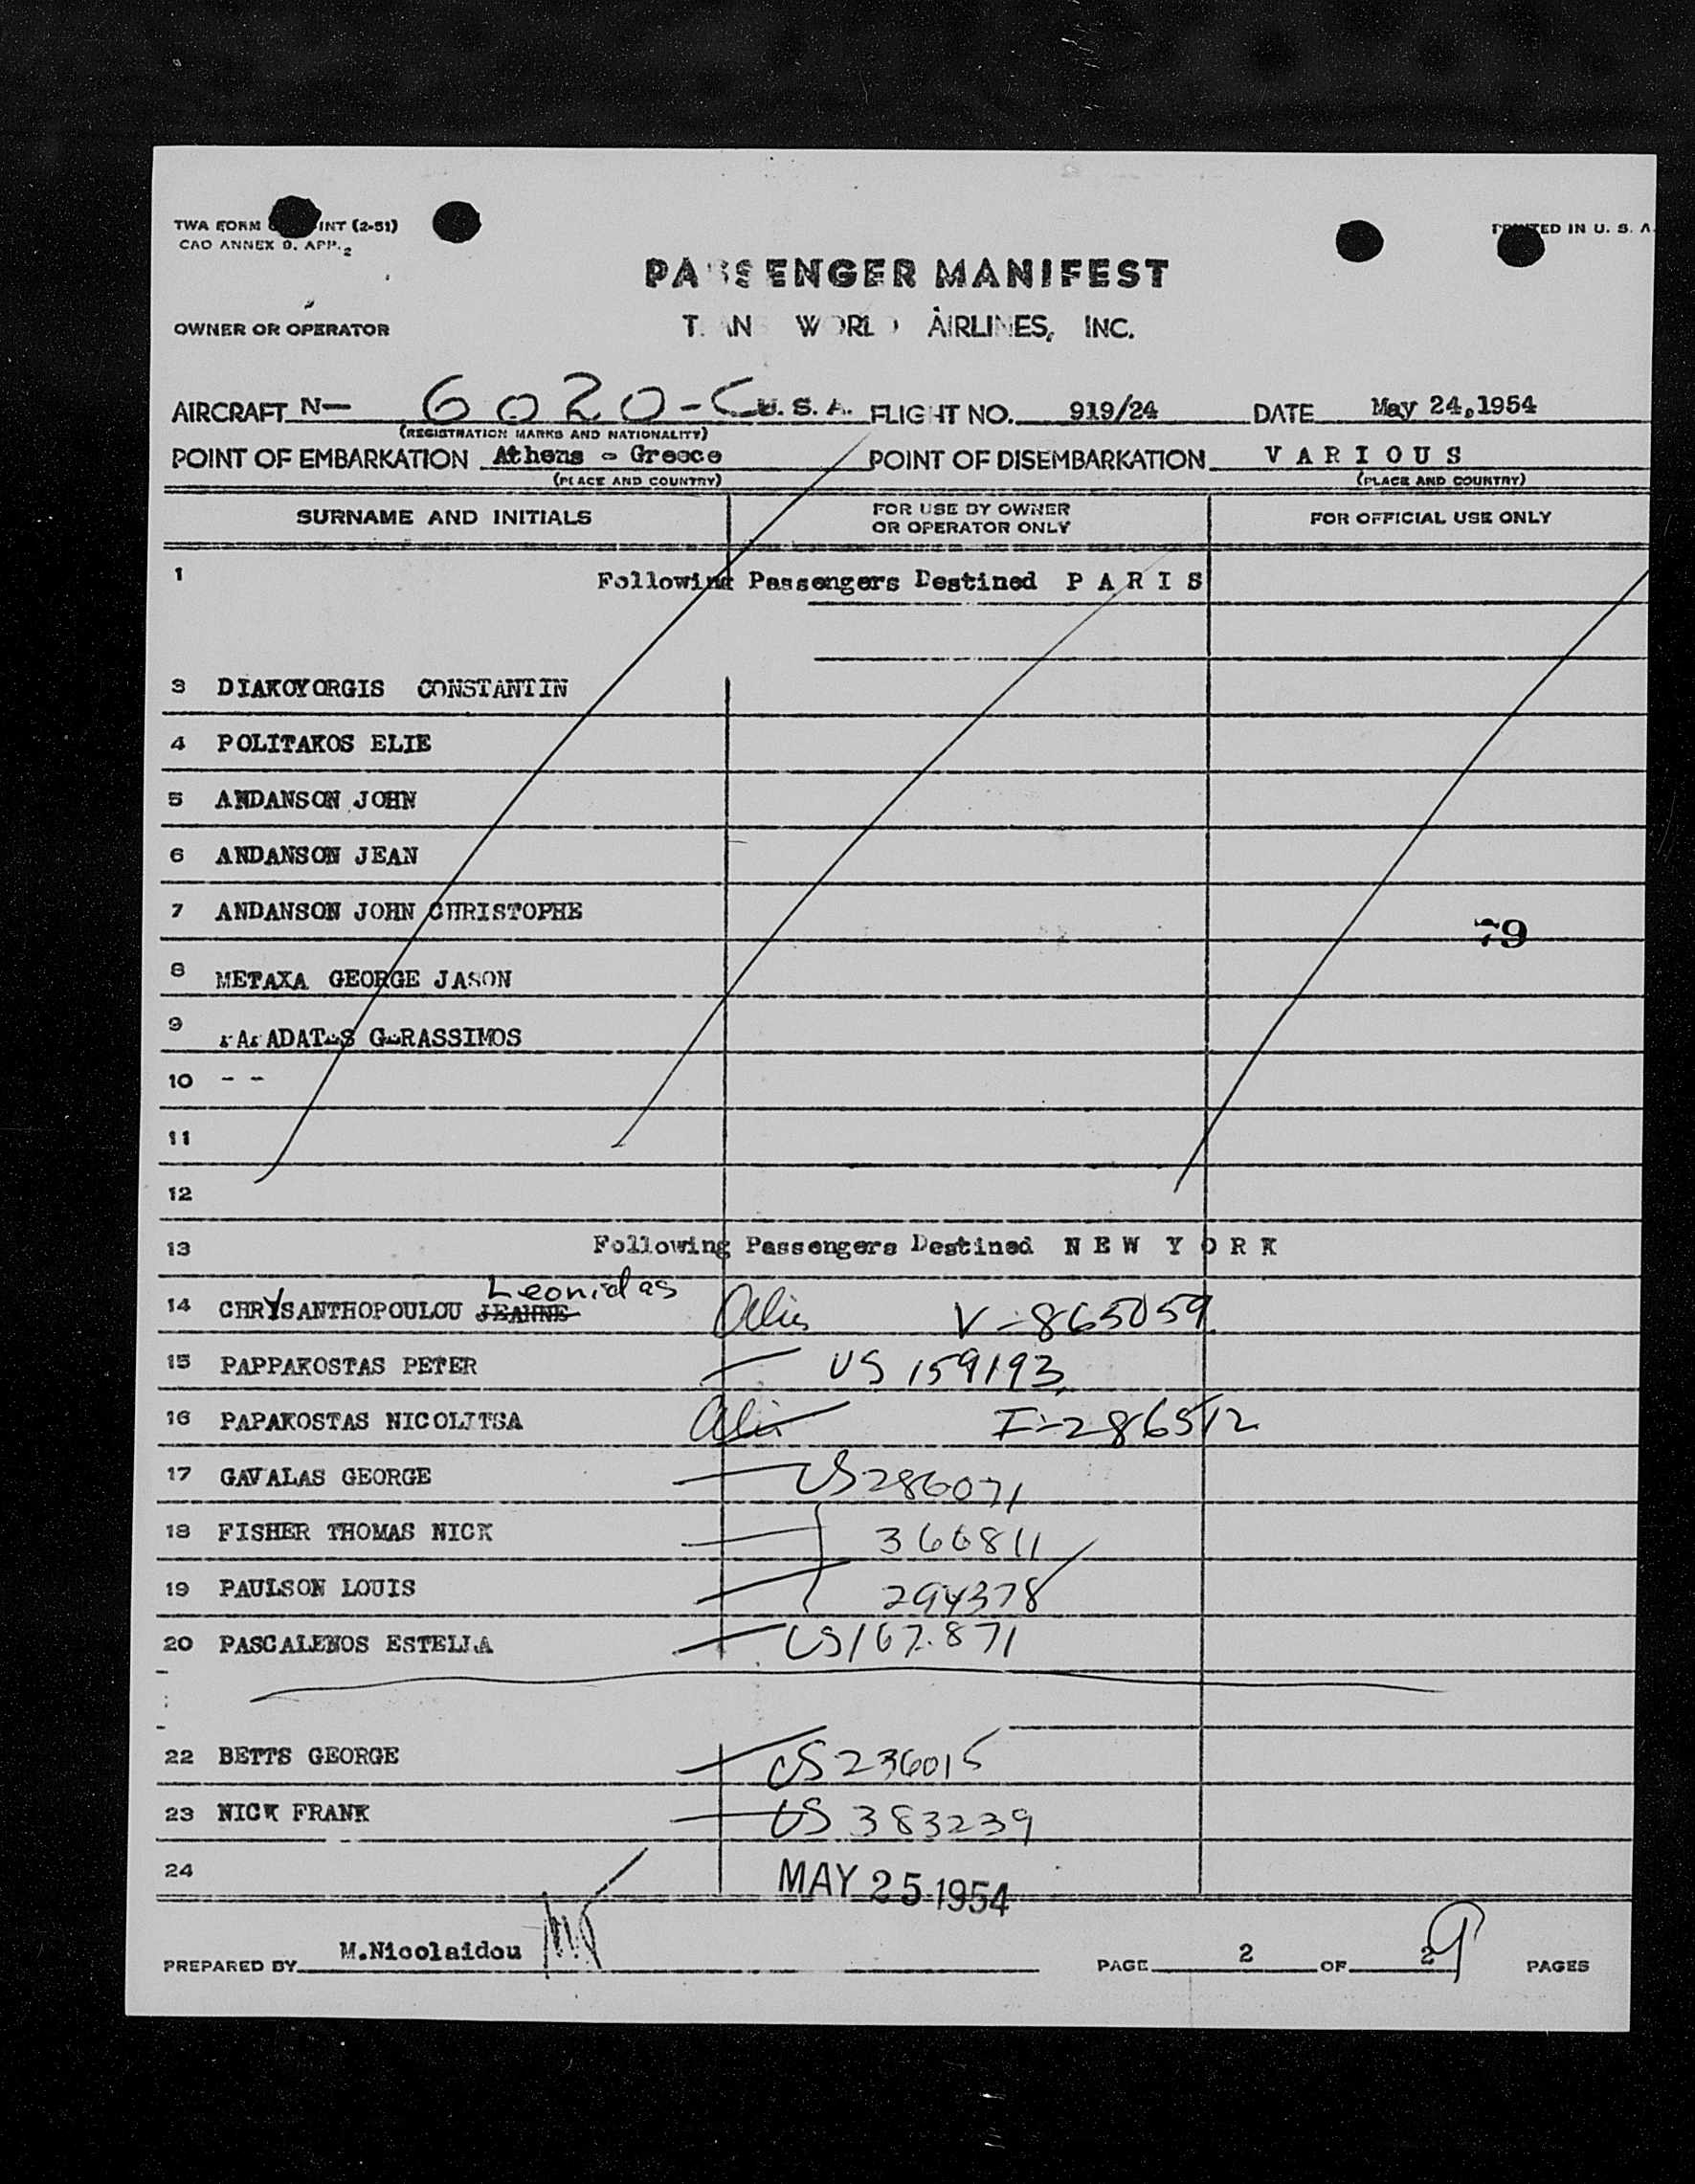 TWA FORM INT (2-51)
CAO ANNEX 9. APP. 2
PRINTED IN U. S. A.
PASSENGER MANIFEST
OWNER OR OPERATOR
TRANS WORLD AIRLINES, INC.
AIRCRAFT N- 6020-C U.S.A. FLIGHT NO. 919/24 DATE May 24,1954
(REGISTRATION MARKS AND NATIONALITY)
POINT OF EMBARKATION Athens - Greece POINT OF DISEMBARKATION VARIOUS
(PLACE AND COUNTRY) (PLACE AND COUNTRY)
SURNAME AND INITIALS FOR USE BY OWNER OR OPERATOR ONLY FOR OFFICIAL USE ONLY
1 Following Passengers Destined PARIS
3 DIAKOYORGIS CONSTANTIN
4 POLITAKOS ELIE
5 ANDANSON JOHN
6 ANDANSON JEAN
7 ANDANSON JOHN CHRISTOPHE
79
8 METAXA GEORGE JASON
9 GERASSIMOS
10 - -
11
12
13 Following Passengers Destined NEW YORK
Leonidas
14 CHRYSANTHOPOULOU JEANNE Alien V-865059
15 PAPPAKOSTAS PETER US 159193
16 PAPAKOSTAS NICOLITSA Alien I-286512
17 GAVALAS GEORGE US 286071
18 FISHER THOMAS NICK 366811
19 PAULSON LOUIS 294378
20 PASCALENOS ESTELLA US 167871
22 BETTS GEORGE US 236015
23 NICK FRANK US 383239
24 MAY 25 1954
PREPARED BY M.Nicolaidou PAGE 2 OF 2 PAGES
9